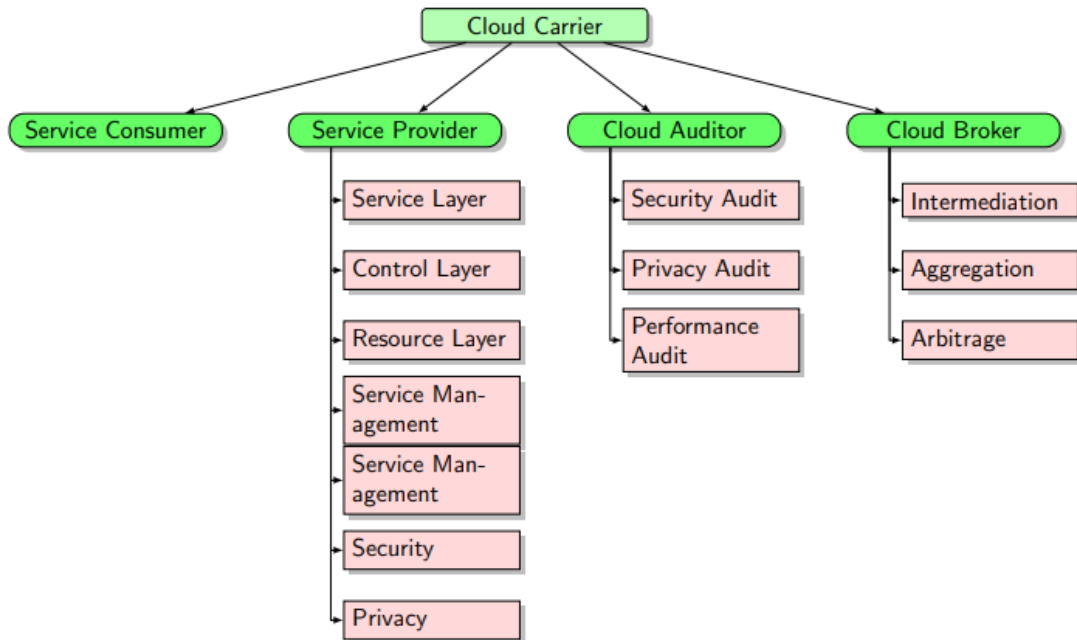 Cloud Carrier
Service Consumer
Service Provider
Cloud Auditor
Cloud Broker
Service Layer
Control Layer
Resource Layer
Service Man-
agement
Service Man-
agement
Security
Privacy
Security Audit
Privacy Audit
Performance
Audit
Intermediation
Aggregation
Arbitrage